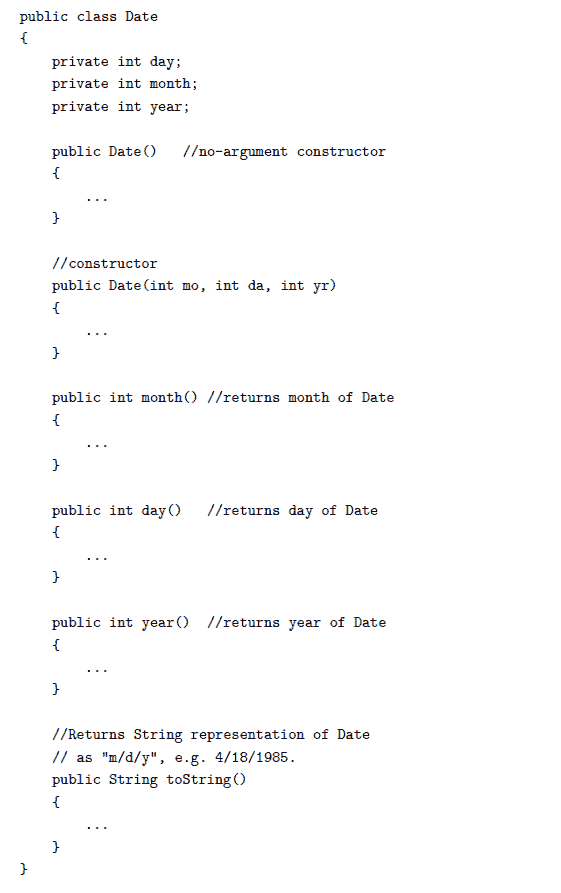 public class Date
{
    private int day;
    private int month;
    private int year;

    public Date()   //no-argument constructor
    {
        ...
    }

    //constructor
    public Date(int mo, int da, int yr)
    {
        ...
    }

    public int month() //returns month of Date
    {
        ...
    }

    public int day()   //returns day of Date
    {
        ...
    }

    public int year()  //returns year of Date
    {
        ...
    }

    //Returns String representation of Date
    // as "m/d/y", e.g. 4/18/1985.
    public String toString()
    {
        ...
    }
}